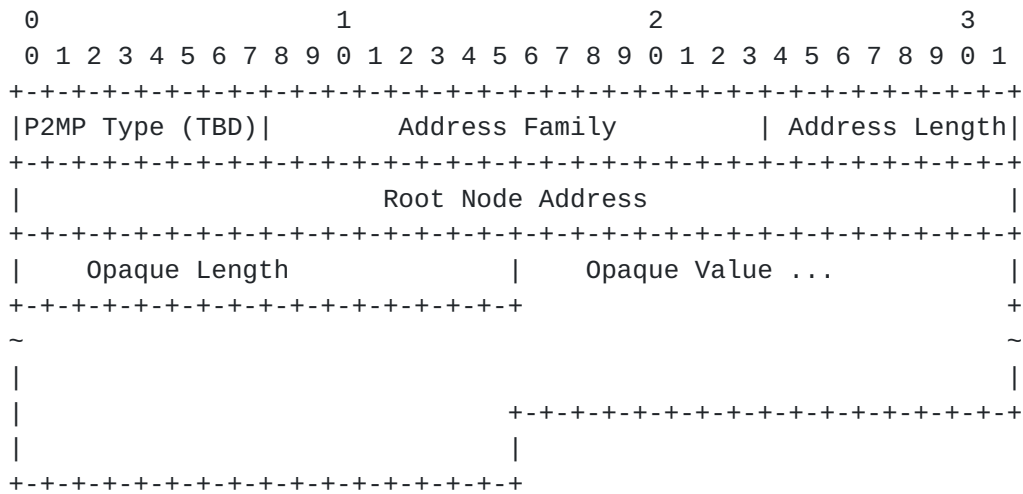 0                   1                   2                   3
 0 1 2 3 4 5 6 7 8 9 0 1 2 3 4 5 6 7 8 9 0 1 2 3 4 5 6 7 8 9 0 1
+-+-+-+-+-+-+-+-+-+-+-+-+-+-+-+-+-+-+-+-+-+-+-+-+-+-+-+-+-+-+-+-+
|P2MP Type (TBD)|        Address Family         | Address Length|
+-+-+-+-+-+-+-+-+-+-+-+-+-+-+-+-+-+-+-+-+-+-+-+-+-+-+-+-+-+-+-+-+
|                       Root Node Address                       |
+-+-+-+-+-+-+-+-+-+-+-+-+-+-+-+-+-+-+-+-+-+-+-+-+-+-+-+-+-+-+-+-+
|    Opaque Length              |    Opaque Value ...           |
+-+-+-+-+-+-+-+-+-+-+-+-+-+-+-+-+                               +
~                                                               ~
|                                                               |
|                               +-+-+-+-+-+-+-+-+-+-+-+-+-+-+-+-+
|                               |
+-+-+-+-+-+-+-+-+-+-+-+-+-+-+-+-+